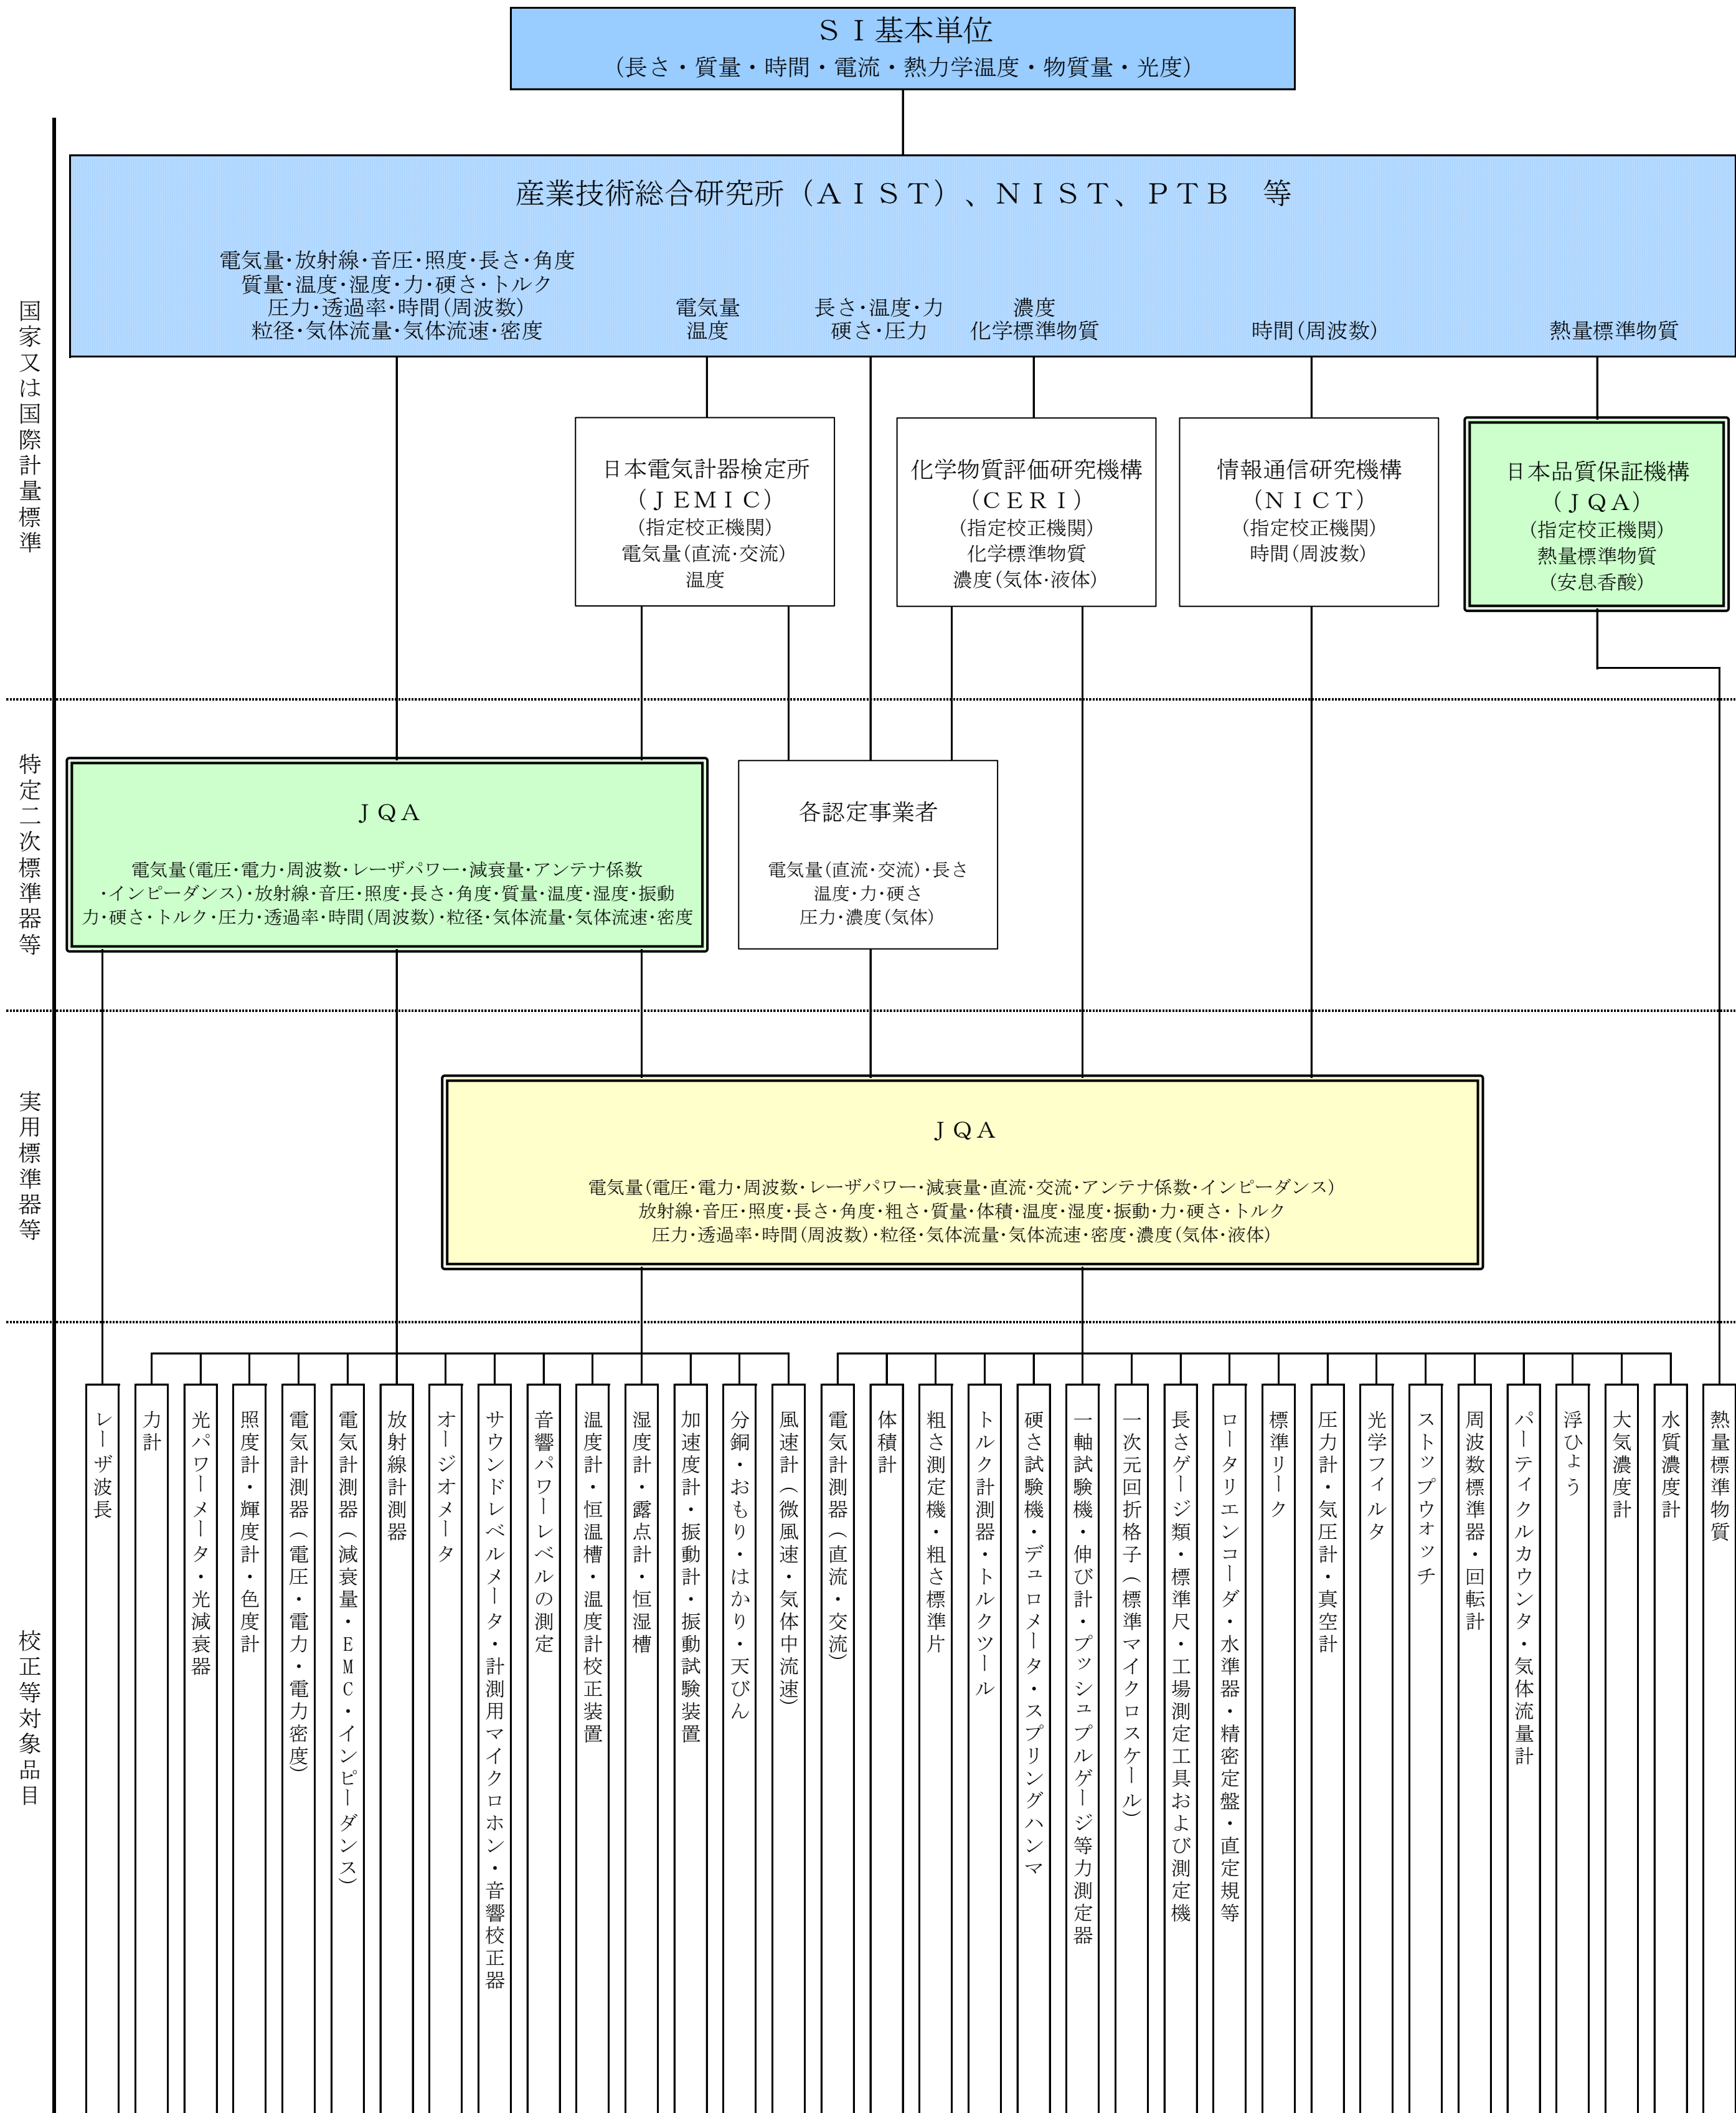 ＳＩ基本単位
（長さ・質量・時間・電流・熱力学温度・物質量・光度）
国家又は国際計量標準
産業技術総合研究所（ＡＩＳＴ）、ＮＩＳＴ、ＰＴＢ　等
電気量・放射線・音圧・照度・長さ・角度
質量・温度・湿度・力・硬さ・トルク
圧力・透過率・時間(周波数)
粒径・気体流量・気体流速・密度
電気量
温度
長さ・温度・力
硬さ・圧力
濃度
化学標準物質
時間(周波数)
熱量標準物質
日本電気計器検定所
（ＪＥＭＩＣ）
(指定校正機関)
電気量(直流・交流)
温度
化学物質評価研究機構
（ＣＥＲＩ）
(指定校正機関)
化学標準物質
濃度(気体・液体)
情報通信研究機構
（ＮＩＣＴ）
(指定校正機関)
時間(周波数)
日本品質保証機構
（ＪＱＡ）
(指定校正機関)
熱量標準物質
(安息香酸)
特定二次標準器等
ＪＱＡ
電気量(電圧・電力・周波数・レーザパワー・減衰量・アンテナ係数
・インピーダンス)・放射線・音圧・照度・長さ・角度・質量・温度・湿度・振動
力・硬さ・トルク・圧力・透過率・時間(周波数)・粒径・気体流量・気体流速・密度
各認定事業者
電気量(直流・交流)・長さ
温度・力・硬さ
圧力・濃度(気体)
実用標準器等
ＪＱＡ
電気量(電圧・電力・周波数・レーザパワー・減衰量・直流・交流・アンテナ係数・インピーダンス)
放射線・音圧・照度・長さ・角度・粗さ・質量・体積・温度・湿度・振動・力・硬さ・トルク
圧力・透過率・時間(周波数)・粒径・気体流量・気体流速・密度・濃度(気体・液体)
校正等対象品目
レーザ波長
力計
光パワーメータ・光減衰器
照度計・輝度計・色度計
電気計測器（電圧・電力・電力密度）
電気計測器（減衰量・EMC・インピーダンス）
放射線計測器
オージオメータ
サウンドレベルメータ・計測用マイクロホン・音響校正器
音響パワーレベルの測定
温度計・恒温槽・温度計校正装置
湿度計・露点計・恒湿槽
加速度計・振動計・振動試験装置
分銅・おもり・はかり・天びん
風速計（微風速・気体中流速）
電気計測器（直流・交流）
体積計
粗さ測定機・粗さ標準片
トルク計測器・トルクツール
硬さ試験機・デュロメータ・スプリングハンマ
一軸試験機・伸び計・プッシュプルゲージ等力測定器
一次元回折格子（標準マイクロスケール）
長さゲージ類・標準尺・工場測定工具および測定機
ロータリエンコーダ・水準器・精密定盤・直定規等
標準リーク
圧力計・気圧計・真空計
光学フィルタ
ストップウオッチ
周波数標準器・回転計
パーティクルカウンタ・気体流量計
浮ひょう
大気濃度計
水質濃度計
熱量標準物質